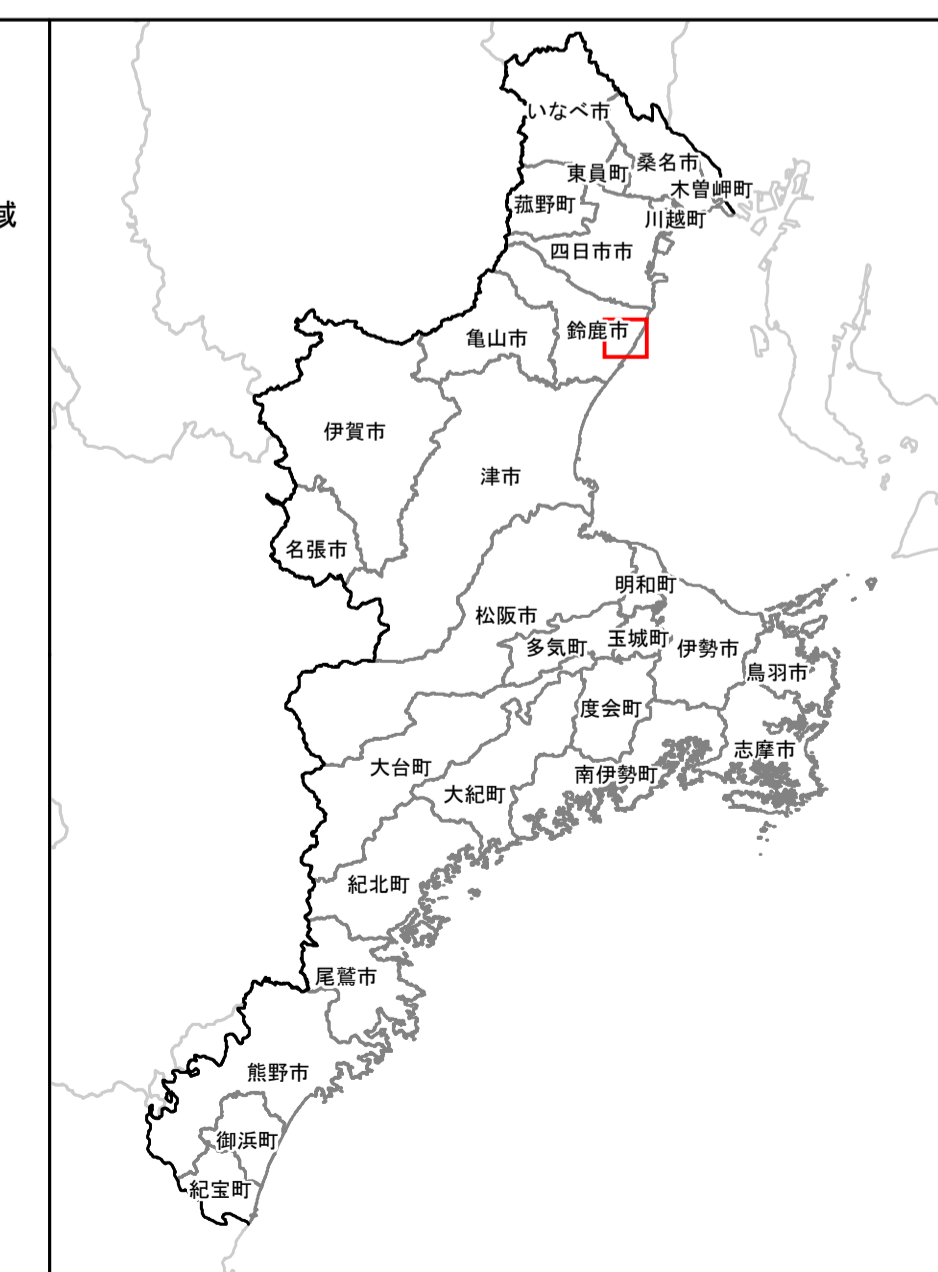 いなべ市
桑名市
東員町
木曽岬町
菰野町
川越町
域
四日市市
鈴鹿市
亀山市
伊賀市
津市
名張市
明和町
松阪市
玉城町
多気町
伊勢市
鳥羽市
度会町
志摩市
大台町
南伊勢町
大紀町
紀北町
尾鷲市
熊野市
御浜町
紀宝町